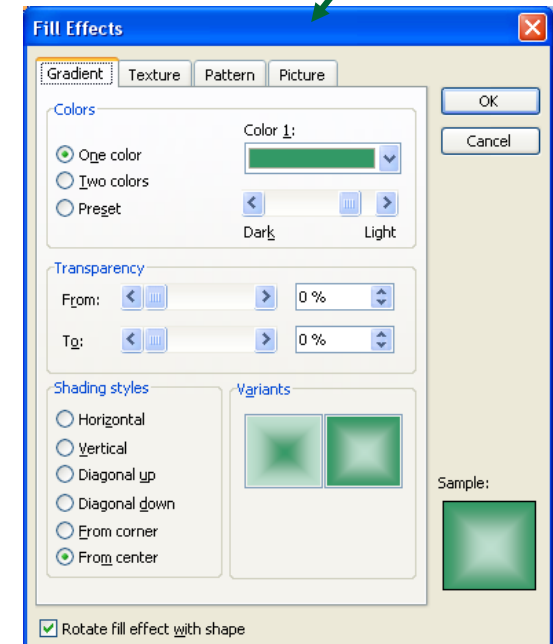 Fill Effects
Gradient Texture Pattern Picture
OK
Cancel
Colors
Color 1:
One color
Two colors
Preset
Dark Light
Transparency
From: 0 %
To: 0 %
Shading styles
Horizontal
Vertical
Diagonal up
Diagonal down
From corner
From center
Variants
Sample:
Rotate fill effect with shape